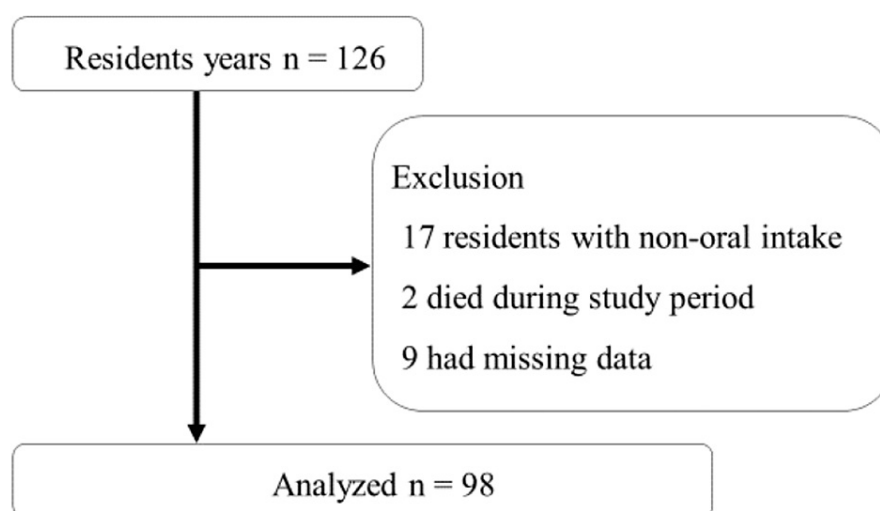 Residents years n = 126
Exclusion
17 residents with non-oral intake
2 died during study period
9 had missing data
Analyzed n = 98